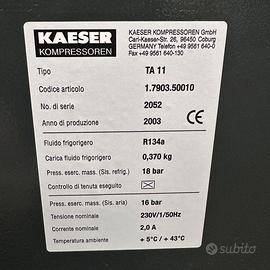 KAESER
KOMPRESSOREN
KAESER KOMPRESSOREN GmbH
Carl-Kaeser-Str. 26, 96450 Coburg
GERMANY Telefon +49 9561 640-0
Fax +49 9561 640-130
Tipo TA 11
Codice articolo 1.7903.50010
No. di serie 2052
Anno di produzione 2003 CE
Fluido frigorigero R134a
Carica fluido frigorigero 0,370 kg
Press. eserc. mass. (Sis. refrig.) 18 bar
Controllo di tenuta eseguito
Press. eserc. mass. (Sis. aria) 16 bar
Tensione nominale 230V/1/50Hz
Corrente nominale 2,0 A
Temperatura ambiente + 5°C / + 43°C
subito